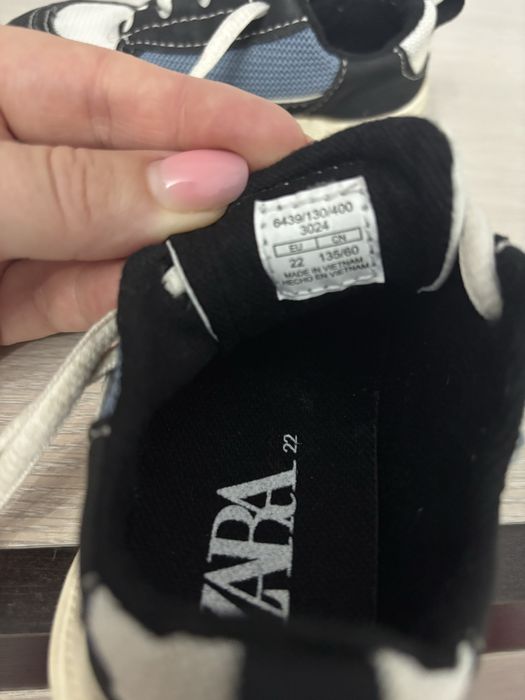 6439/130/400
3024
EU CN
22 135/60
MADE IN VIETNAM
HECHO EN VIETNAM
ZARA 22